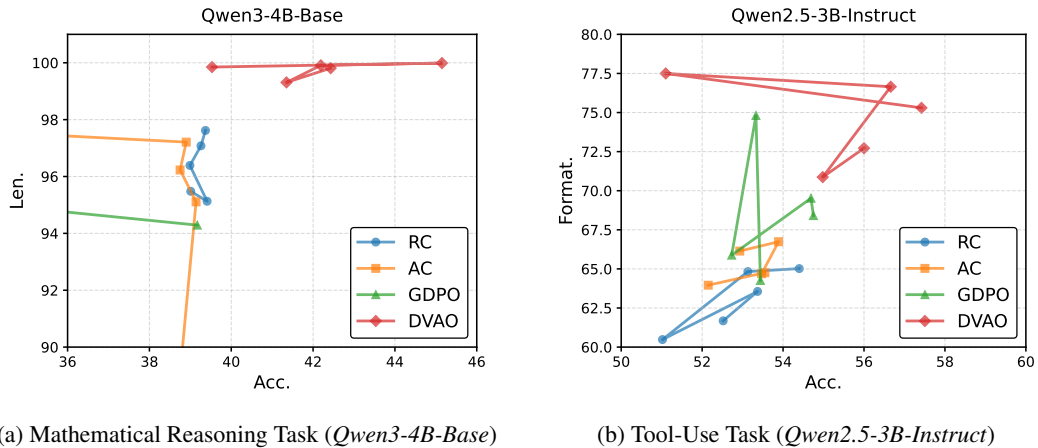 Qwen3-4B-Base
Len.
100
98
96
94
92
90
36
38
40
42
44
46
Acc.
RC
AC
GDPO
DVAO
a) Mathematical Reasoning Task (Qwen3-4B-Base)
Qwen2.5-3B-Instruct
Format.
80.0
77.5
75.0
72.5
70.0
67.5
65.0
62.5
60.0
50
52
54
56
58
60
Acc.
RC
AC
GDPO
DVAO
(b) Tool-Use Task (Qwen2.5-3B-Instruct)